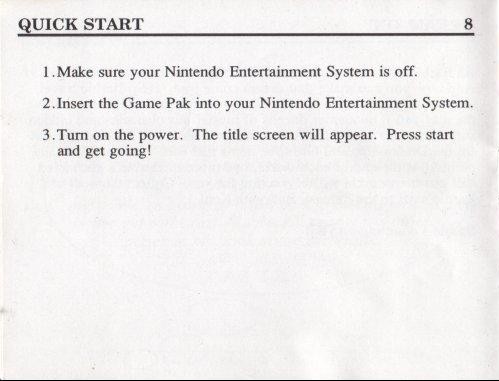 QUICK START 8
1.Make sure your Nintendo Entertainment System is off.
2.Insert the Game Pak into your Nintendo Entertainment System.
3.Turn on the power. The title screen will appear. Press start
and get going!